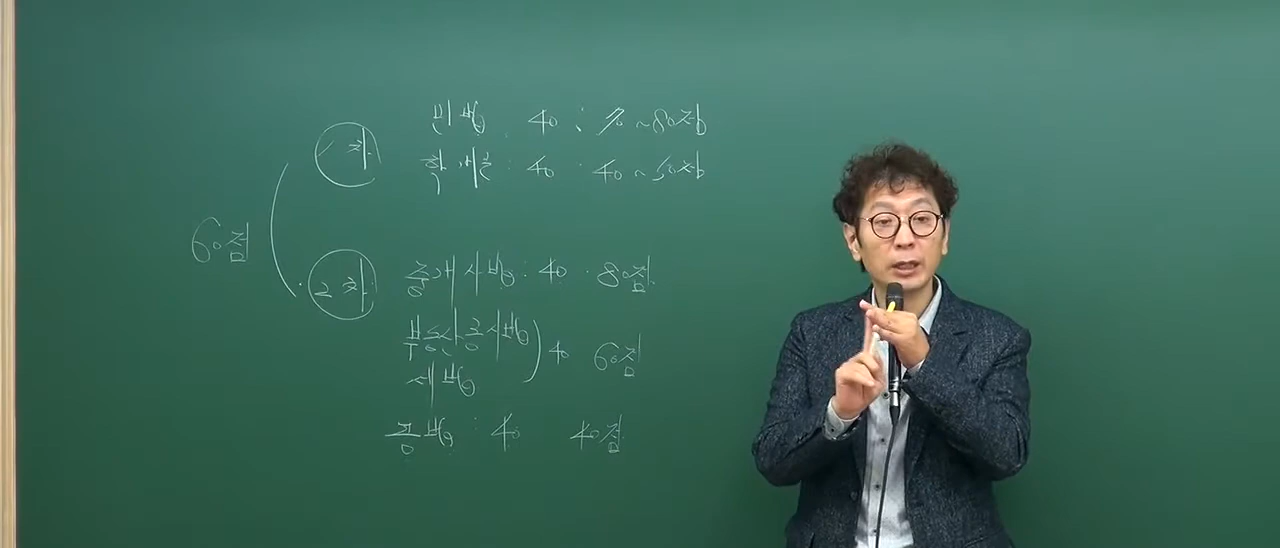 민법 40 : 70 ~ 80점
학개론 : 40 40 ~ 50점
1차
60점
2차
중개사법 : 40 80점
부동산공시법
세법
40 60점
공법 : 40 40점